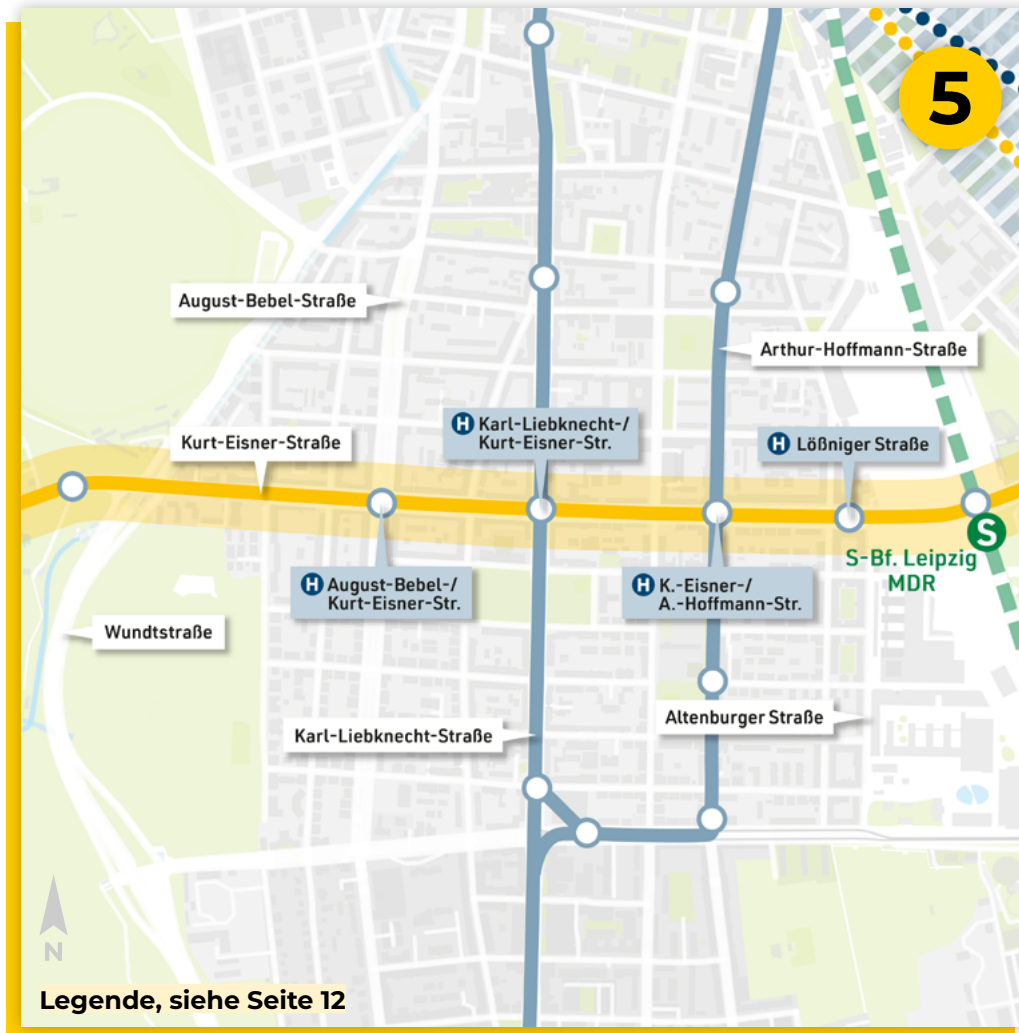 5
August-Bebel-Straße
Arthur-Hoffmann-Straße
H Karl-Liebknecht-/
Kurt-Eisner-Str.
Kurt-Eisner-Straße
H Lößniger Straße
S
S-Bf. Leipzig
MDR
H August-Bebel-/
Kurt-Eisner-Str.
H K.-Eisner-/
A.-Hoffmann-Str.
Wundtstraße
Altenburger Straße
Karl-Liebknecht-Straße
N
Legende, siehe Seite 12